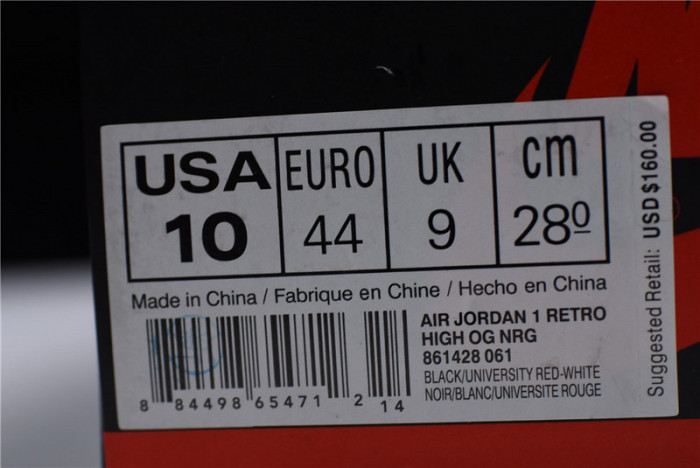 USA EURO UK cm
10 44 9 280
Made in China / Fabrique en Chine / Hecho en China
AIR JORDAN 1 RETRO
HIGH OG NRG
861428 061
BLACK/UNIVERSITY RED-WHITE
NOIR/BLANC/UNIVERSITE ROUGE
8 84498 65471 2 14
Suggested Retail: USD $160.00